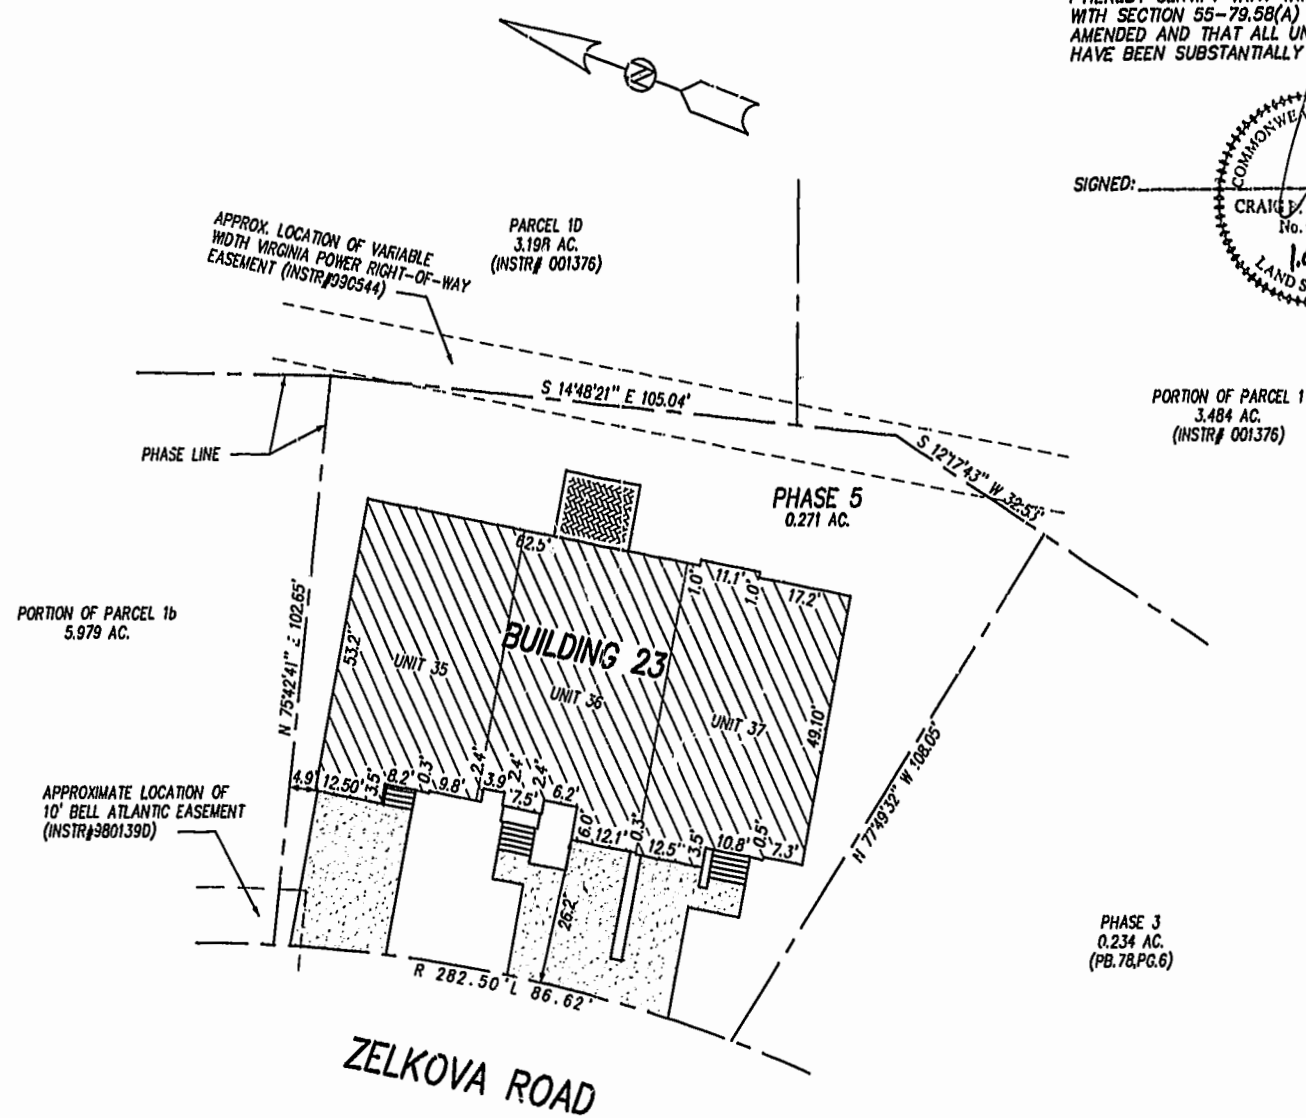 WITH SECTION 55-79.58(A)
AMENDED AND THAT ALL UN
HAVE BEEN SUBSTANTIALLY
SIGNED:
COMMONWE
CRAIG
No.
LAND S
N
APPROX. LOCATION OF VARIABLE
WIDTH VIRGINIA POWER RIGHT-OF-WAY
EASEMENT (INSTR#990544)
PARCEL 1D
3.198 AC.
(INSTR# 001376)
S 14°48'21" E 105.04'
PORTION OF PARCEL 1
3.484 AC.
(INSTR# 001376)
PHASE LINE
S 12°17'43" W 32.53'
PHASE 5
0.271 AC.
62.5'
1.0'
11.1'
1.0'
17.2'
PORTION OF PARCEL 1b
5.979 AC.
N 75°42'41" E 102.65'
53.2'
BUILDING 23
UNIT 35
UNIT 36
UNIT 37
49.10'
N 77°49'32" W 108.05'
APPROXIMATE LOCATION OF
10' BELL ATLANTIC EASEMENT
(INSTR#980139D)
4.9'
12.50'
3.5'
8.2'
0.3'
9.8'
2.4'
3.9'
2.4'
7.5'
2.4'
6.2'
6.0'
12.1'
0.3'
12.5'
3.5'
10.8'
0.5'
7.3'
26.2'
PHASE 3
0.234 AC.
(PB.78,PG.6)
R 282.50' L 86.62'
ZELKOVA ROAD